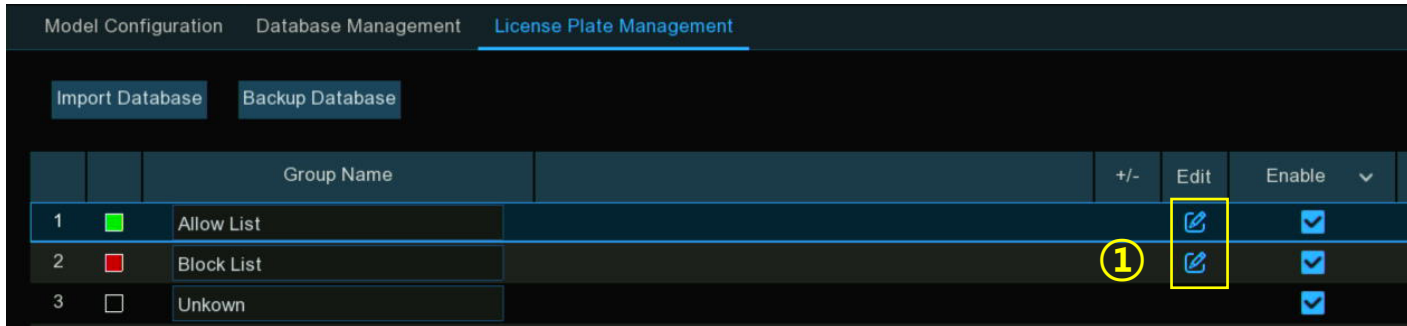 Model Configuration Database Management License Plate Management
Import Database Backup Database
Group Name +/- Edit Enable
1 Allow List
2 Block List ①
3 Unkown